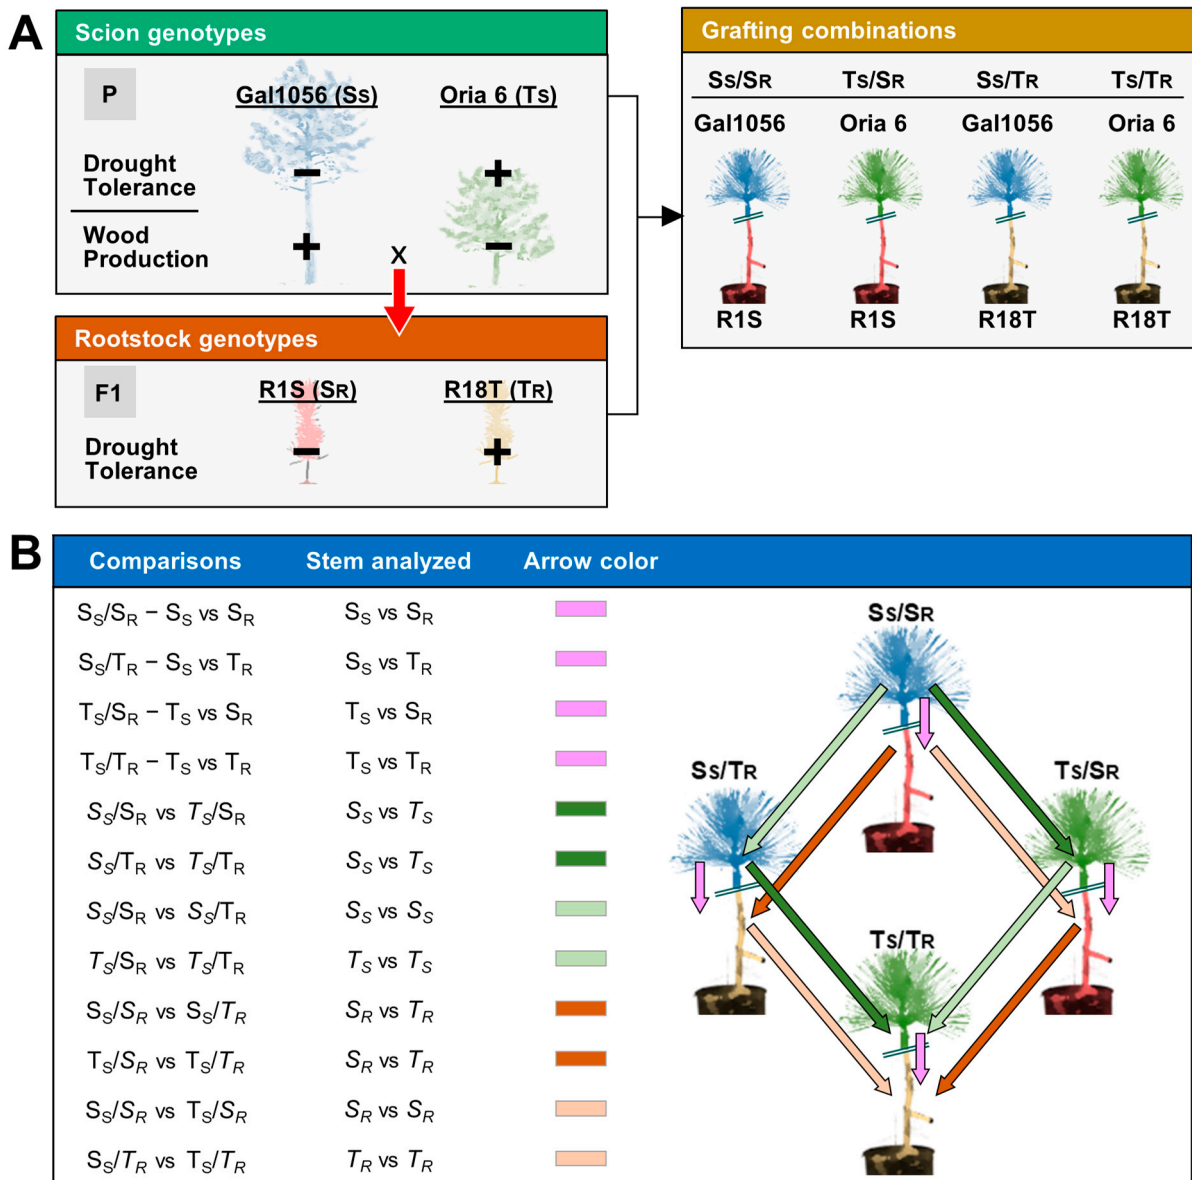 A
Scion genotypes
P
Gal1056 (Ss)
Oria 6 (Ts)
Drought
Tolerance
Wood
Production
x
Rootstock genotypes
F1
R1S (SR)
R18T (TR)
Drought
Tolerance
Grafting combinations
Ss/SR Ts/SR Ss/TR Ts/TR
Gal1056 Oria 6 Gal1056 Oria 6
R1S R1S R18T R18T
B
Comparisons Stem analyzed Arrow color
SS/SR − SS vs SR SS vs SR
SS/TR − SS vs TR SS vs TR
TS/SR − TS vs SR TS vs SR
TS/TR − TS vs TR TS vs TR
SS/SR vs TS/SR SS vs TS
SS/TR vs TS/TR SS vs TS
SS/SR vs SS/TR SS vs SS
TS/SR vs TS/TR TS vs TS
SS/SR vs SS/TR SR vs TR
TS/SR vs TS/TR SR vs TR
SS/SR vs TS/SR SR vs SR
SS/TR vs TS/TR TR vs TR
Ss/SR
Ss/TR
Ts/SR
Ts/TR